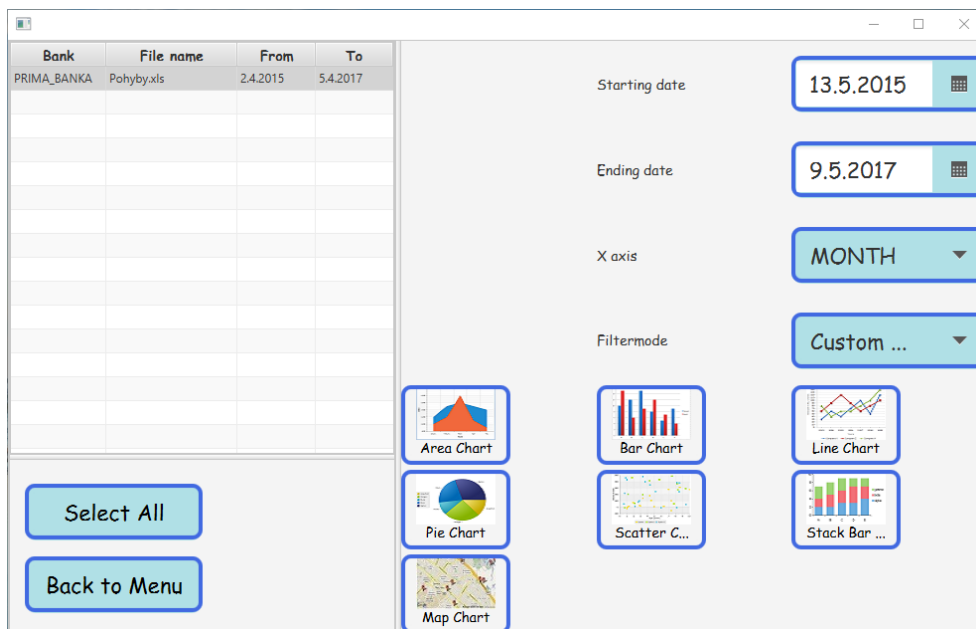 Bank File name From To
PRIMA_BANKA Pohyby.xls 2.4.2015 5.4.2017
Select All
Back to Menu
Starting date 13.5.2015
Ending date 9.5.2017
X axis MONTH
Filtermode Custom ...
Area Chart Bar Chart Line Chart
Pie Chart Scatter C... Stack Bar ...
Map Chart